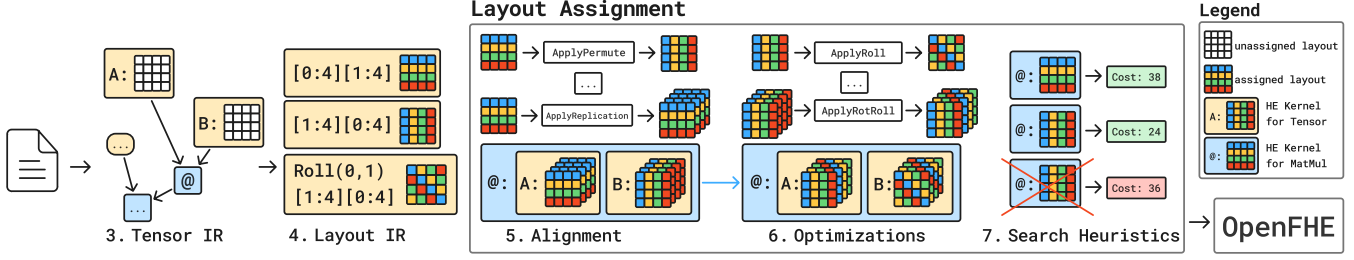 Layout Assignment
A:
B:
...
@
...
3. Tensor IR
[0:4][1:4]
[1:4][0:4]
Roll(0,1)
[1:4][0:4]
4. Layout IR
ApplyPermute
...
ApplyReplication
@:
A:
B:
5. Alignment
ApplyRoll
...
ApplyRotRoll
@:
A:
B:
6. Optimizations
@:
Cost: 38
@:
Cost: 24
@:
Cost: 36
7. Search Heuristics
Legend
unassigned layout
assigned layout
A:
HE Kernel
for Tensor
@:
HE Kernel
for MatMul
OpenFHE